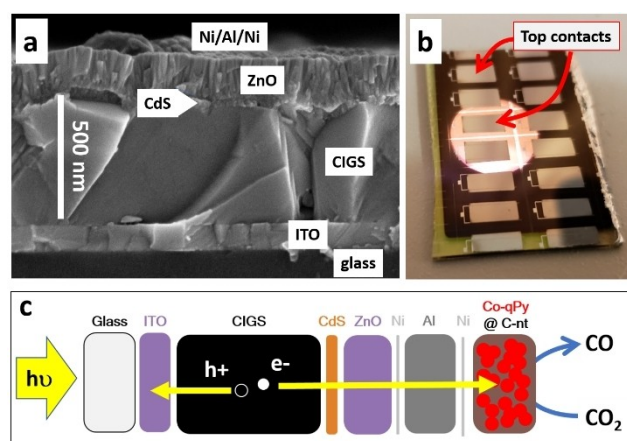 a
Ni/Al/Ni
ZnO
CdS
500 nm
CIGS
ITO
glass
b
Top contacts
c
Glass
ITO
CIGS
CdS
ZnO
Ni
Al
Ni
Co-qPy
@ C-nt
hυ
h+
e-
CO
CO₂